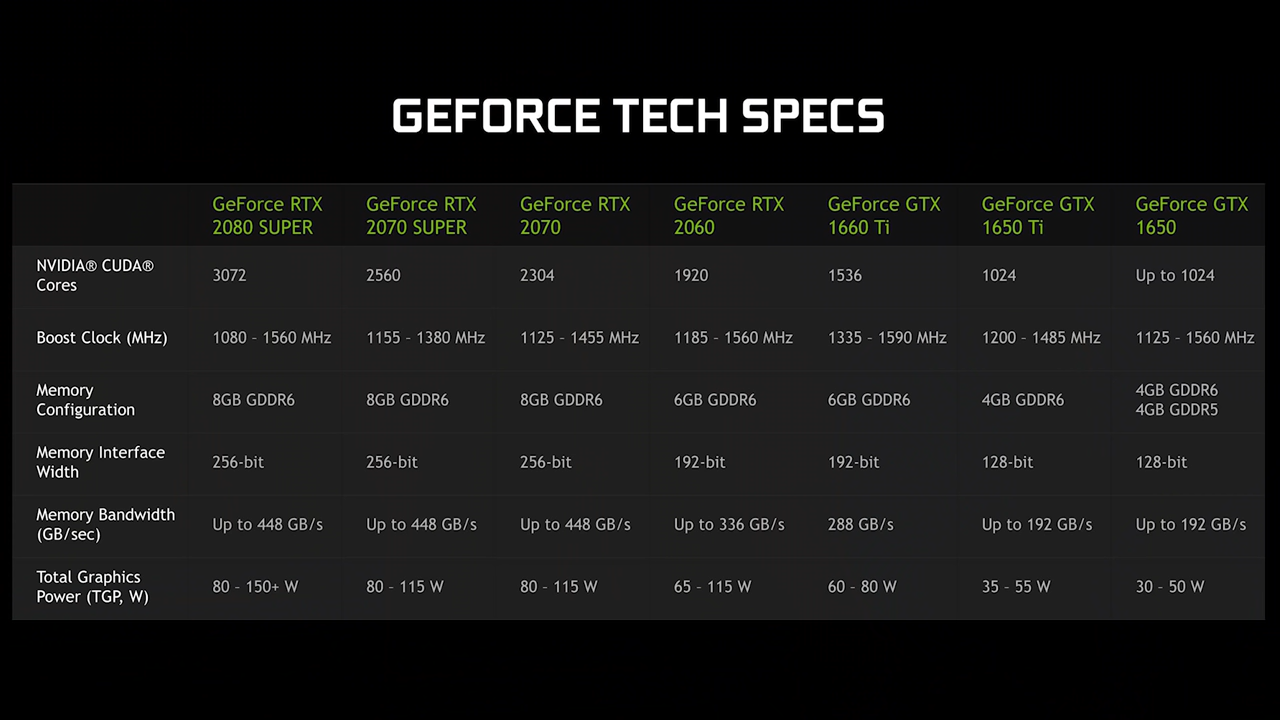 GEFORCE TECH SPECS
GeForce RTX 2080 SUPER GeForce RTX 2070 SUPER GeForce RTX 2070 GeForce RTX 2060 GeForce GTX 1660 Ti GeForce GTX 1650 Ti GeForce GTX 1650
NVIDIA® CUDA® Cores 3072 2560 2304 1920 1536 1024 Up to 1024
Boost Clock (MHz) 1080 - 1560 MHz 1155 - 1380 MHz 1125 - 1455 MHz 1185 - 1560 MHz 1335 - 1590 MHz 1200 - 1485 MHz 1125 - 1560 MHz
Memory Configuration 8GB GDDR6 8GB GDDR6 8GB GDDR6 6GB GDDR6 6GB GDDR6 4GB GDDR6 4GB GDDR6 4GB GDDR5
Memory Interface Width 256-bit 256-bit 256-bit 192-bit 192-bit 128-bit 128-bit
Memory Bandwidth (GB/sec) Up to 448 GB/s Up to 448 GB/s Up to 448 GB/s Up to 336 GB/s 288 GB/s Up to 192 GB/s Up to 192 GB/s
Total Graphics Power (TGP, W) 80 - 150+ W 80 - 115 W 80 - 115 W 65 - 115 W 60 - 80 W 35 - 55 W 30 - 50 W